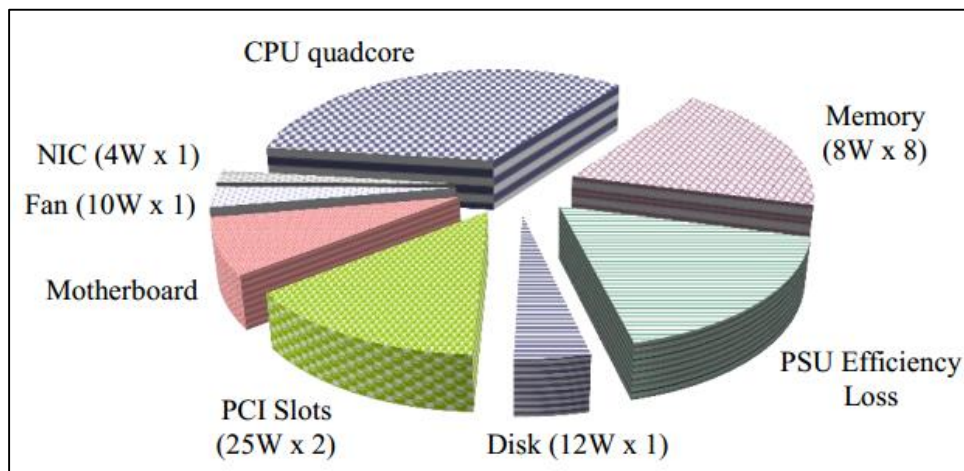 CPU quadcore
Memory
(8W x 8)
NIC (4W x 1)
Fan (10W x 1)
Motherboard
PSU Efficiency
Loss
PCI Slots
(25W x 2)
Disk (12W x 1)